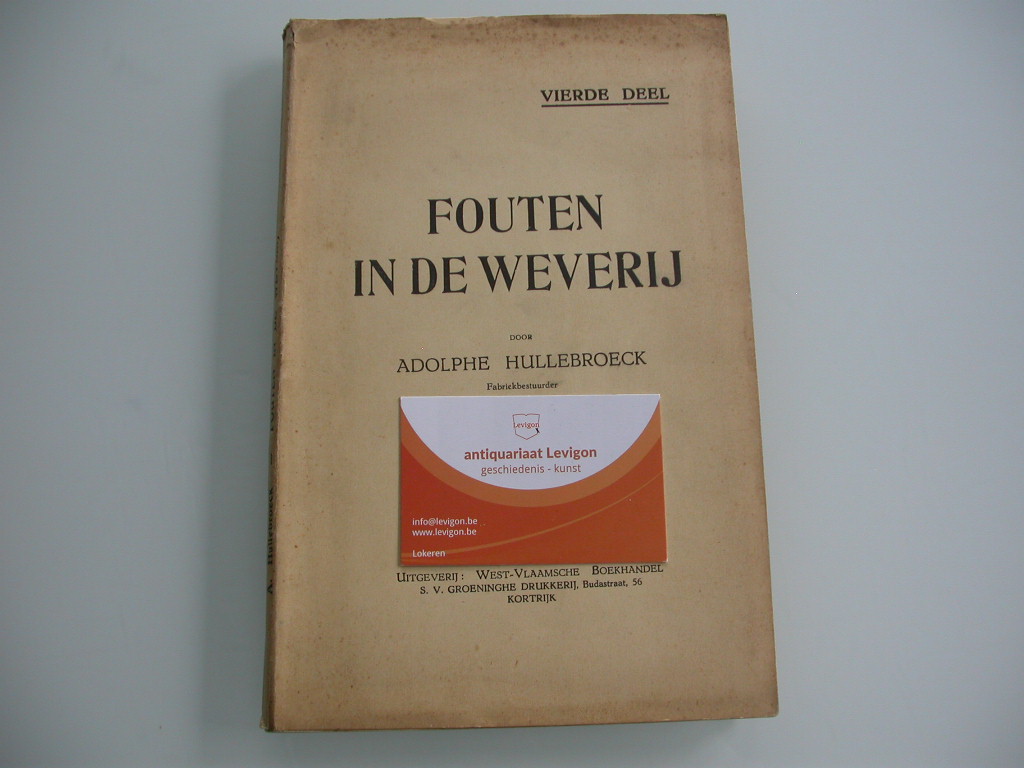 VIERDE DEEL
FOUTEN
IN DE WEVERIJ
DOOR
ADOLPHE HULLEBROECK
Fabriekbestuurder
Levigon
antiquariaat Levigon
geschiedenis - kunst
info@levigon.be
www.levigon.be
Lokeren
UITGEVERIJ: WEST-VLAAMSCHE BOEKHANDEL
S. V. GROENINGHE DRUKKERIJ, Budastraat, 56
KORTRIJK
A. Hullebroeck